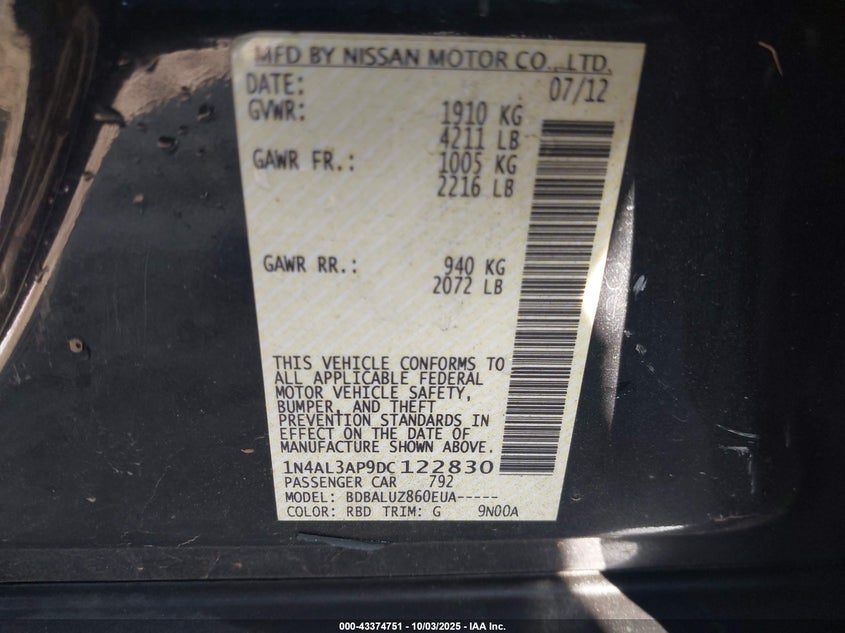 MFD BY NISSAN MOTOR CO., LTD.
DATE: 07/12
GVWR: 1910 KG
4211 LB
GAWR FR.: 1005 KG
2216 LB
GAWR RR.: 940 KG
2072 LB
THIS VEHICLE CONFORMS TO
ALL APPLICABLE FEDERAL
MOTOR VEHICLE SAFETY,
BUMPER, AND THEFT
PREVENTION STANDARDS IN
EFFECT ON THE DATE OF
MANUFACTURE SHOWN ABOVE.
1N4AL3AP9DC122830
PASSENGER CAR 792
MODEL: BDBALUZ860EUA-----
COLOR: RBD TRIM: G 9N00A
000-43374751 - 10/03/2025 - IAA Inc.